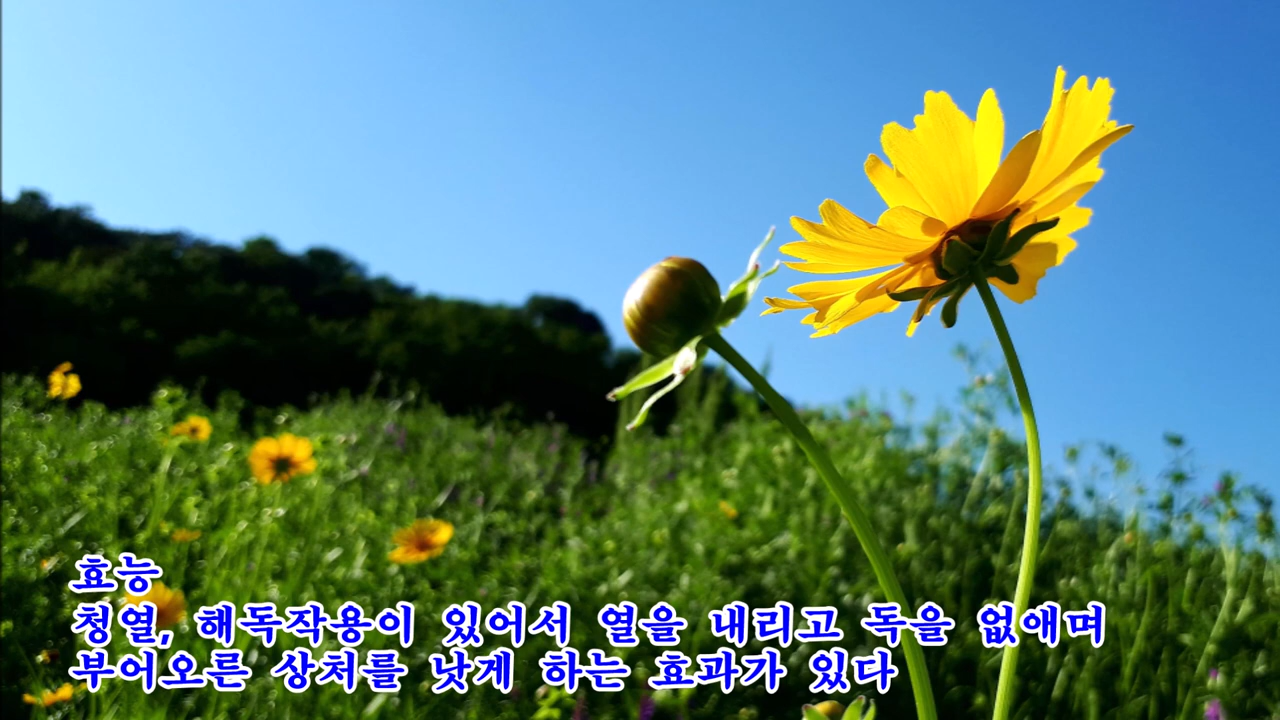 효능
청열, 해독작용이 있어서 열을 내리고 독을 없애며
부어오른 상처를 낫게 하는 효과가 있다